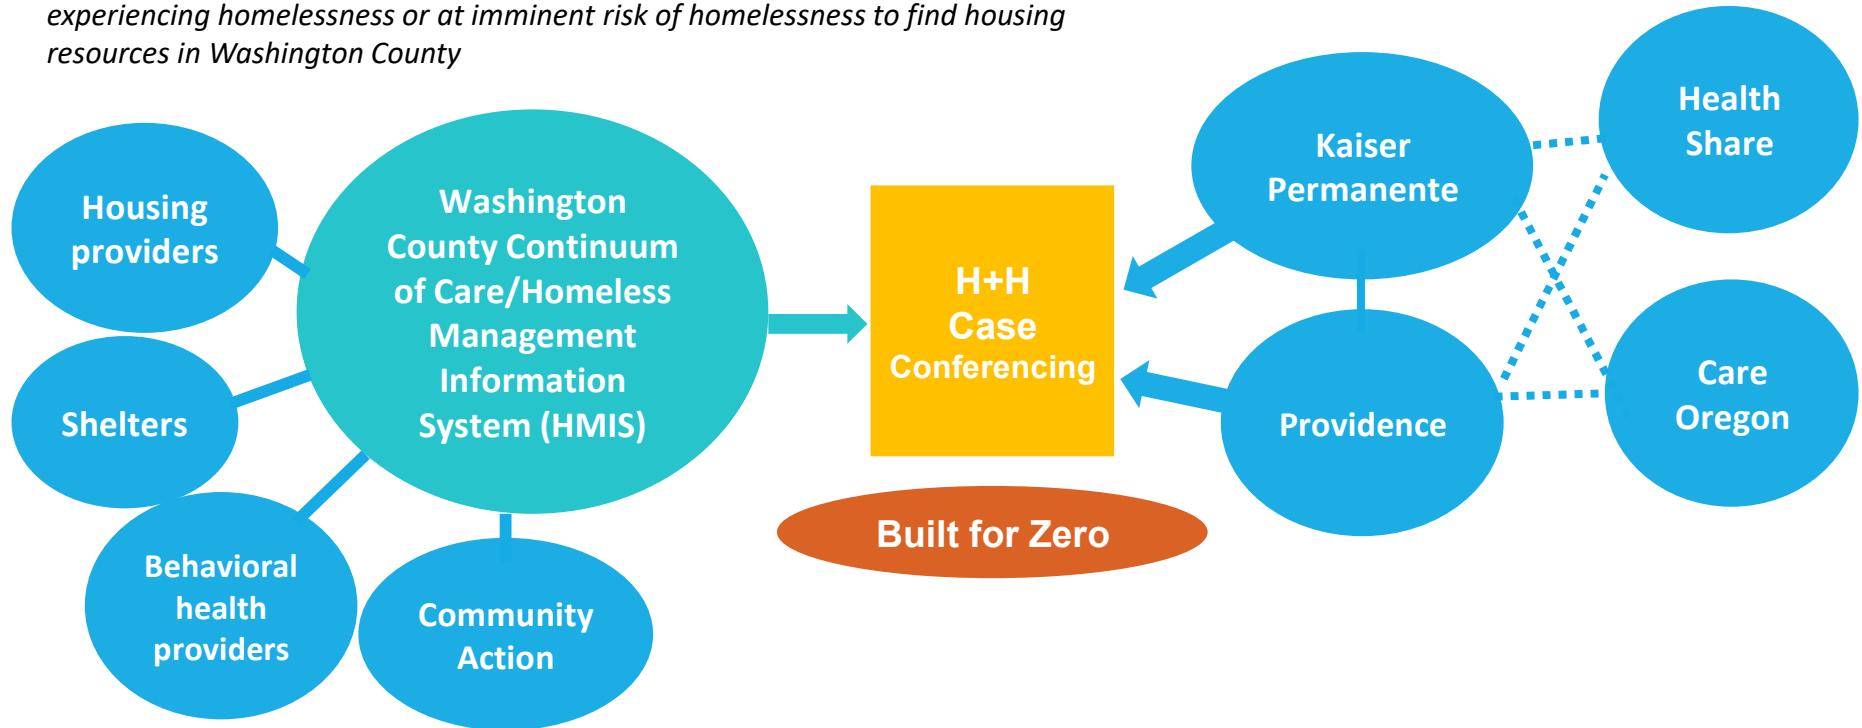 experiencing homelessness or at imminent risk of homelessness to find housing
resources in Washington County
Housing
providers
Shelters
Behavioral
health
providers
Community
Action
Washington
County Continuum
of Care/Homeless
Management
Information
System (HMIS)
H+H
Case
Conferencing
Built for Zero
Kaiser
Permanente
Providence
Health
Share
Care
Oregon